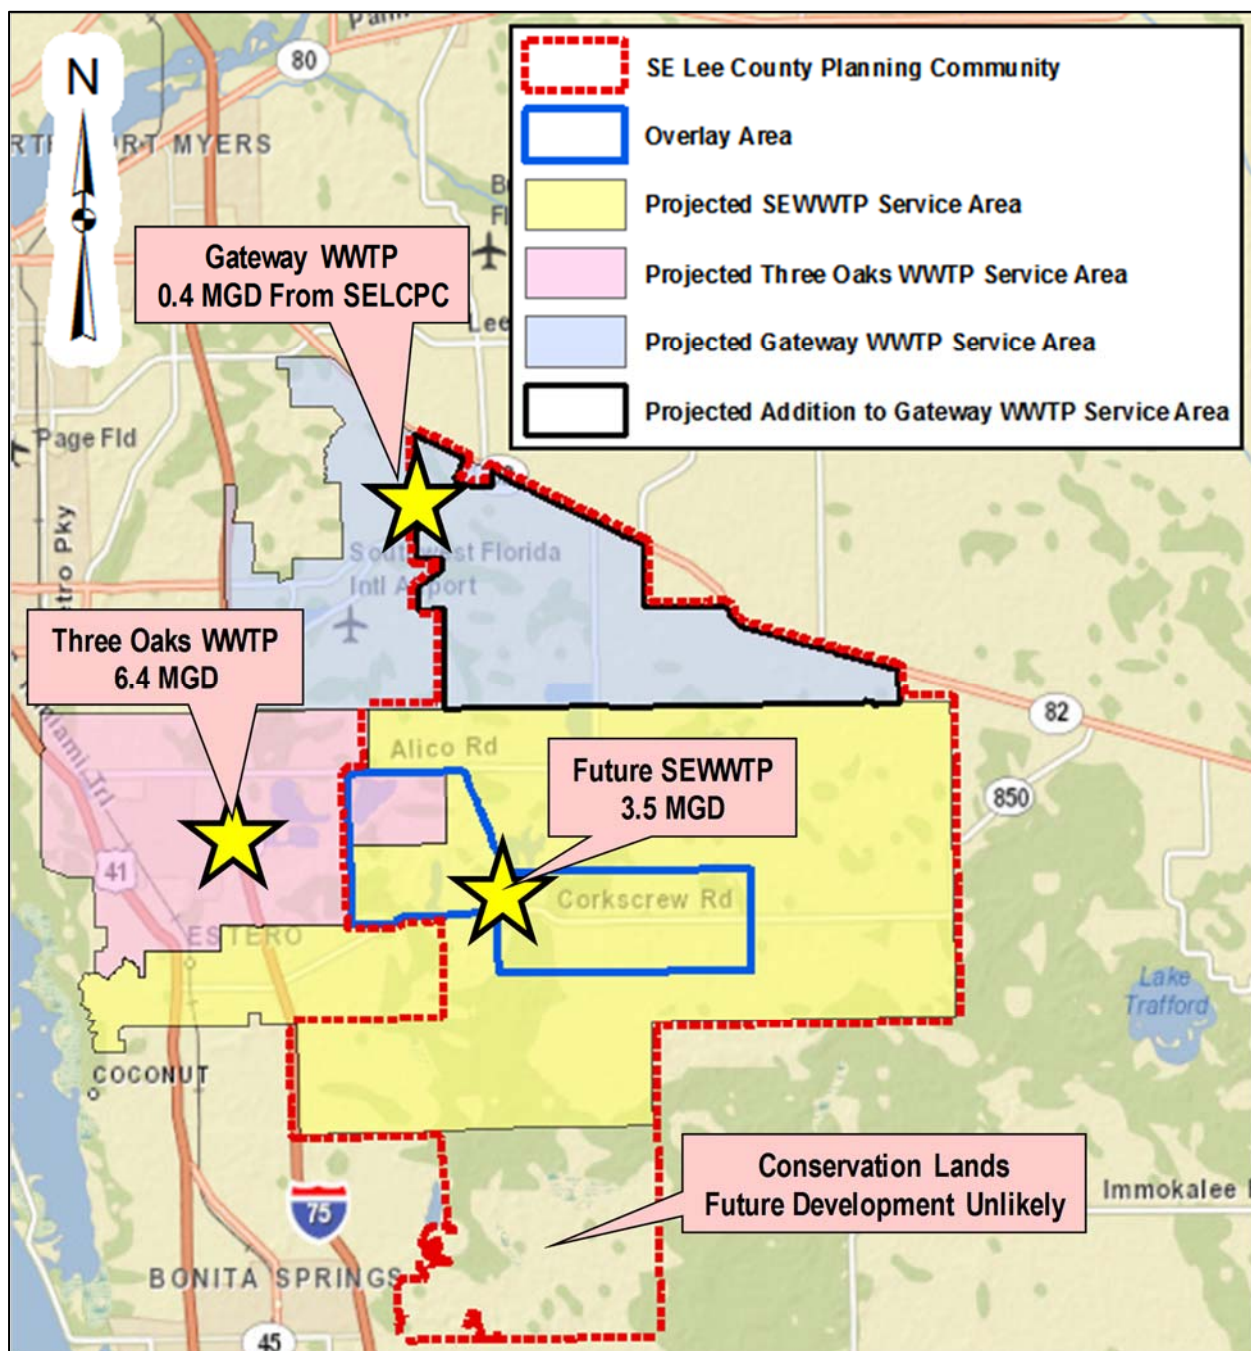 80
N
RT MYERS
SE Lee County Planning Community
Overlay Area
Projected SEWWTP Service Area
Projected Three Oaks WWTP Service Area
Projected Gateway WWTP Service Area
Projected Addition to Gateway WWTP Service Area
Gateway WWTP
0.4 MGD From SELCPC
Lee
Page Fld
Southwest Florida
Intl Airport
Pky
Three Oaks WWTP
6.4 MGD
82
Alico Rd
Future SEWWTP
3.5 MGD
850
41
Corkscrew Rd
ESTERO
Lake
Trafford
COCONUT
Conservation Lands
Future Development Unlikely
Immokalee
75
BONITA SPRINGS
45